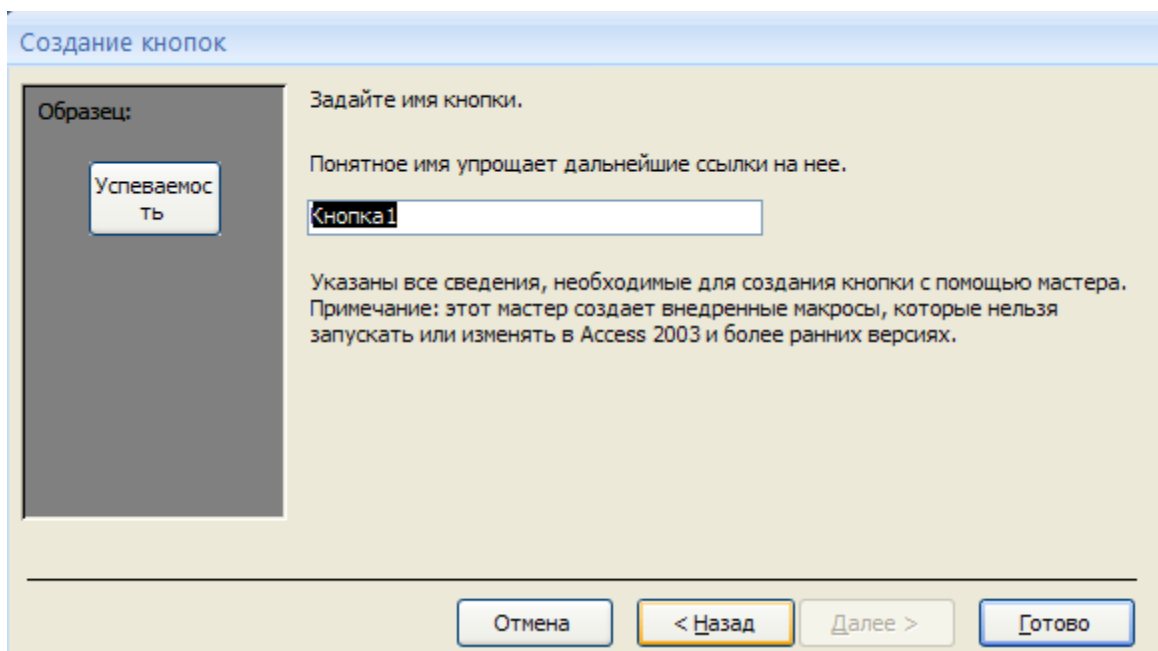 Создание кнопок
Образец:
Успеваемос
ть
Задайте имя кнопки.
Понятное имя упрощает дальнейшие ссылки на нее.
Кнопка1
Указаны все сведения, необходимые для создания кнопки с помощью мастера.
Примечание: этот мастер создает внедренные макросы, которые нельзя
запускать или изменять в Access 2003 и более ранних версиях.
Отмена
< Назад
Далее >
Готово